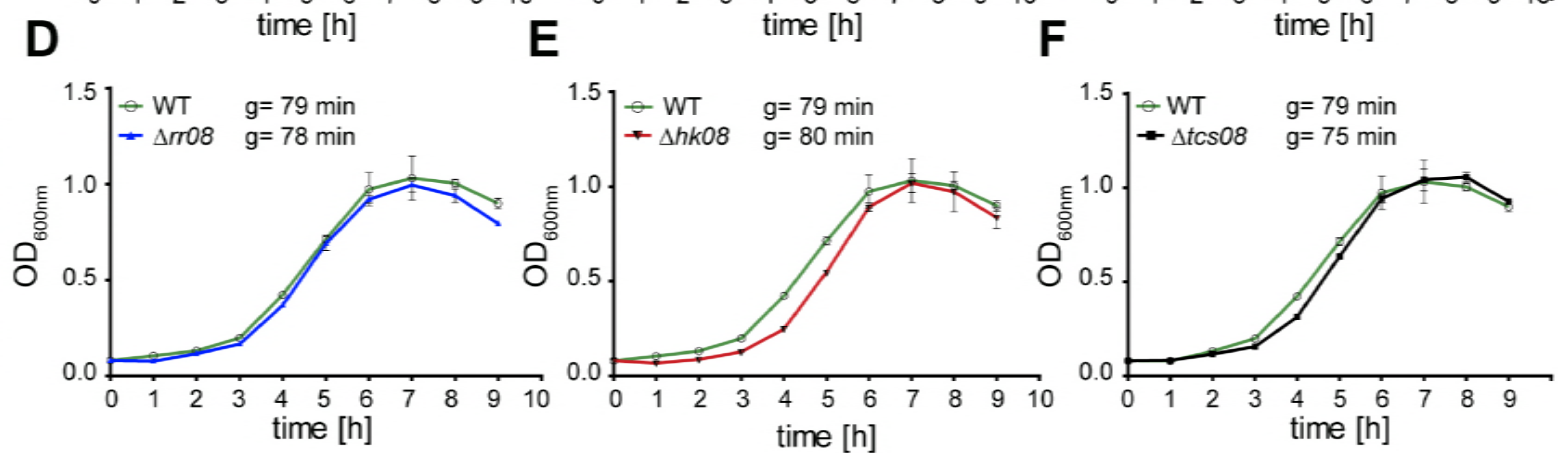 time [h] time [h] time [h]
D E F
1.5 WT g= 79 min 1.5 WT g= 79 min 1.5 WT g= 79 min
Δrr08 g= 78 min Δhk08 g= 80 min Δtcs08 g= 75 min
1.0 1.0 1.0
OD600nm OD600nm OD600nm
0.5 0.5 0.5
0.0 0.0 0.0
0 1 2 3 4 5 6 7 8 9 10 0 1 2 3 4 5 6 7 8 9 10 0 1 2 3 4 5 6 7 8 9
time [h] time [h] time [h]